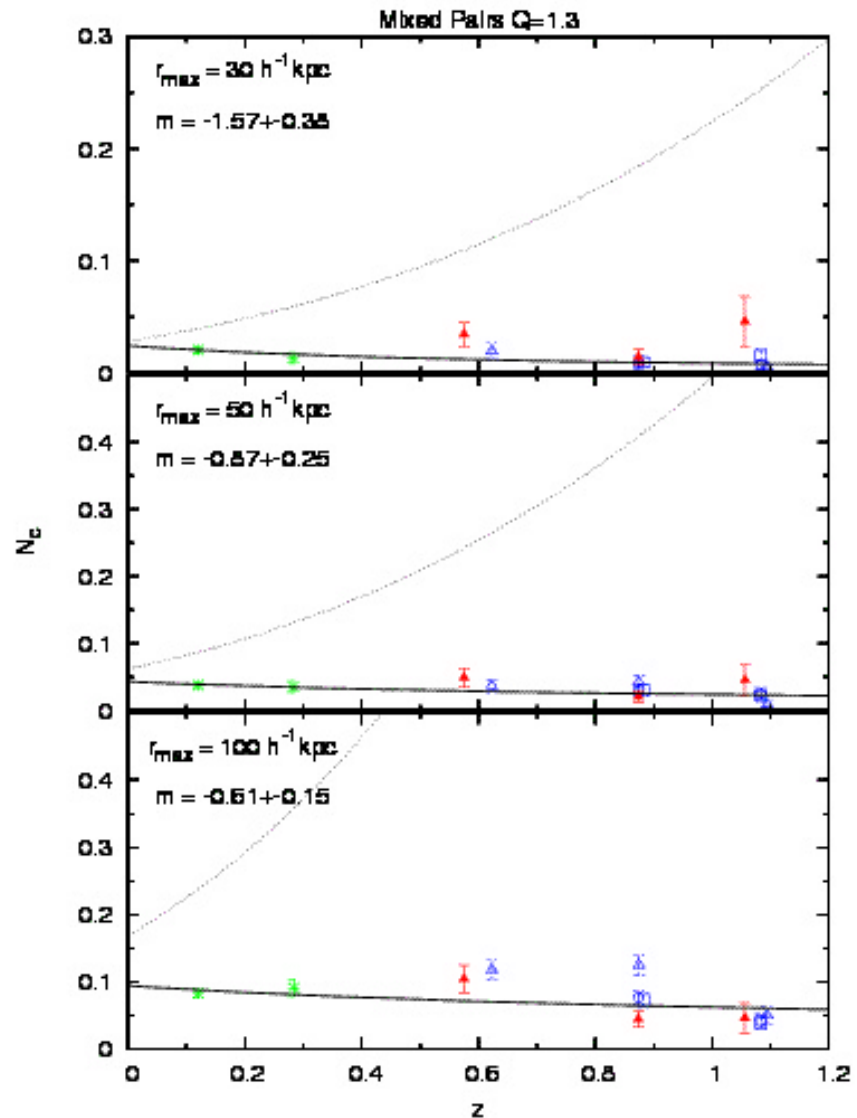 Mixed Pairs Q=1.3
0.3
r_max = 30 h^-1 kpc
m = -1.57+-0.38
0.2
0.1
0
r_max = 50 h^-1 kpc
0.4
m = -0.87+-0.25
0.3
N_c
0.2
0.1
0
r_max = 100 h^-1 kpc
0.4
m = -0.61+-0.15
0.3
0.2
0.1
0
0 0.2 0.4 0.6 0.8 1 1.2
z